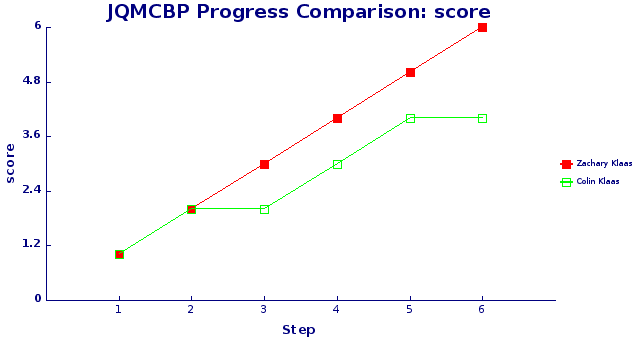 JQMCBP Progress Comparison: score
6
4.8
3.6
2.4
1.2
0
score
1 2 3 4 5 6
Step
Zachary Klaas
Colin Klaas